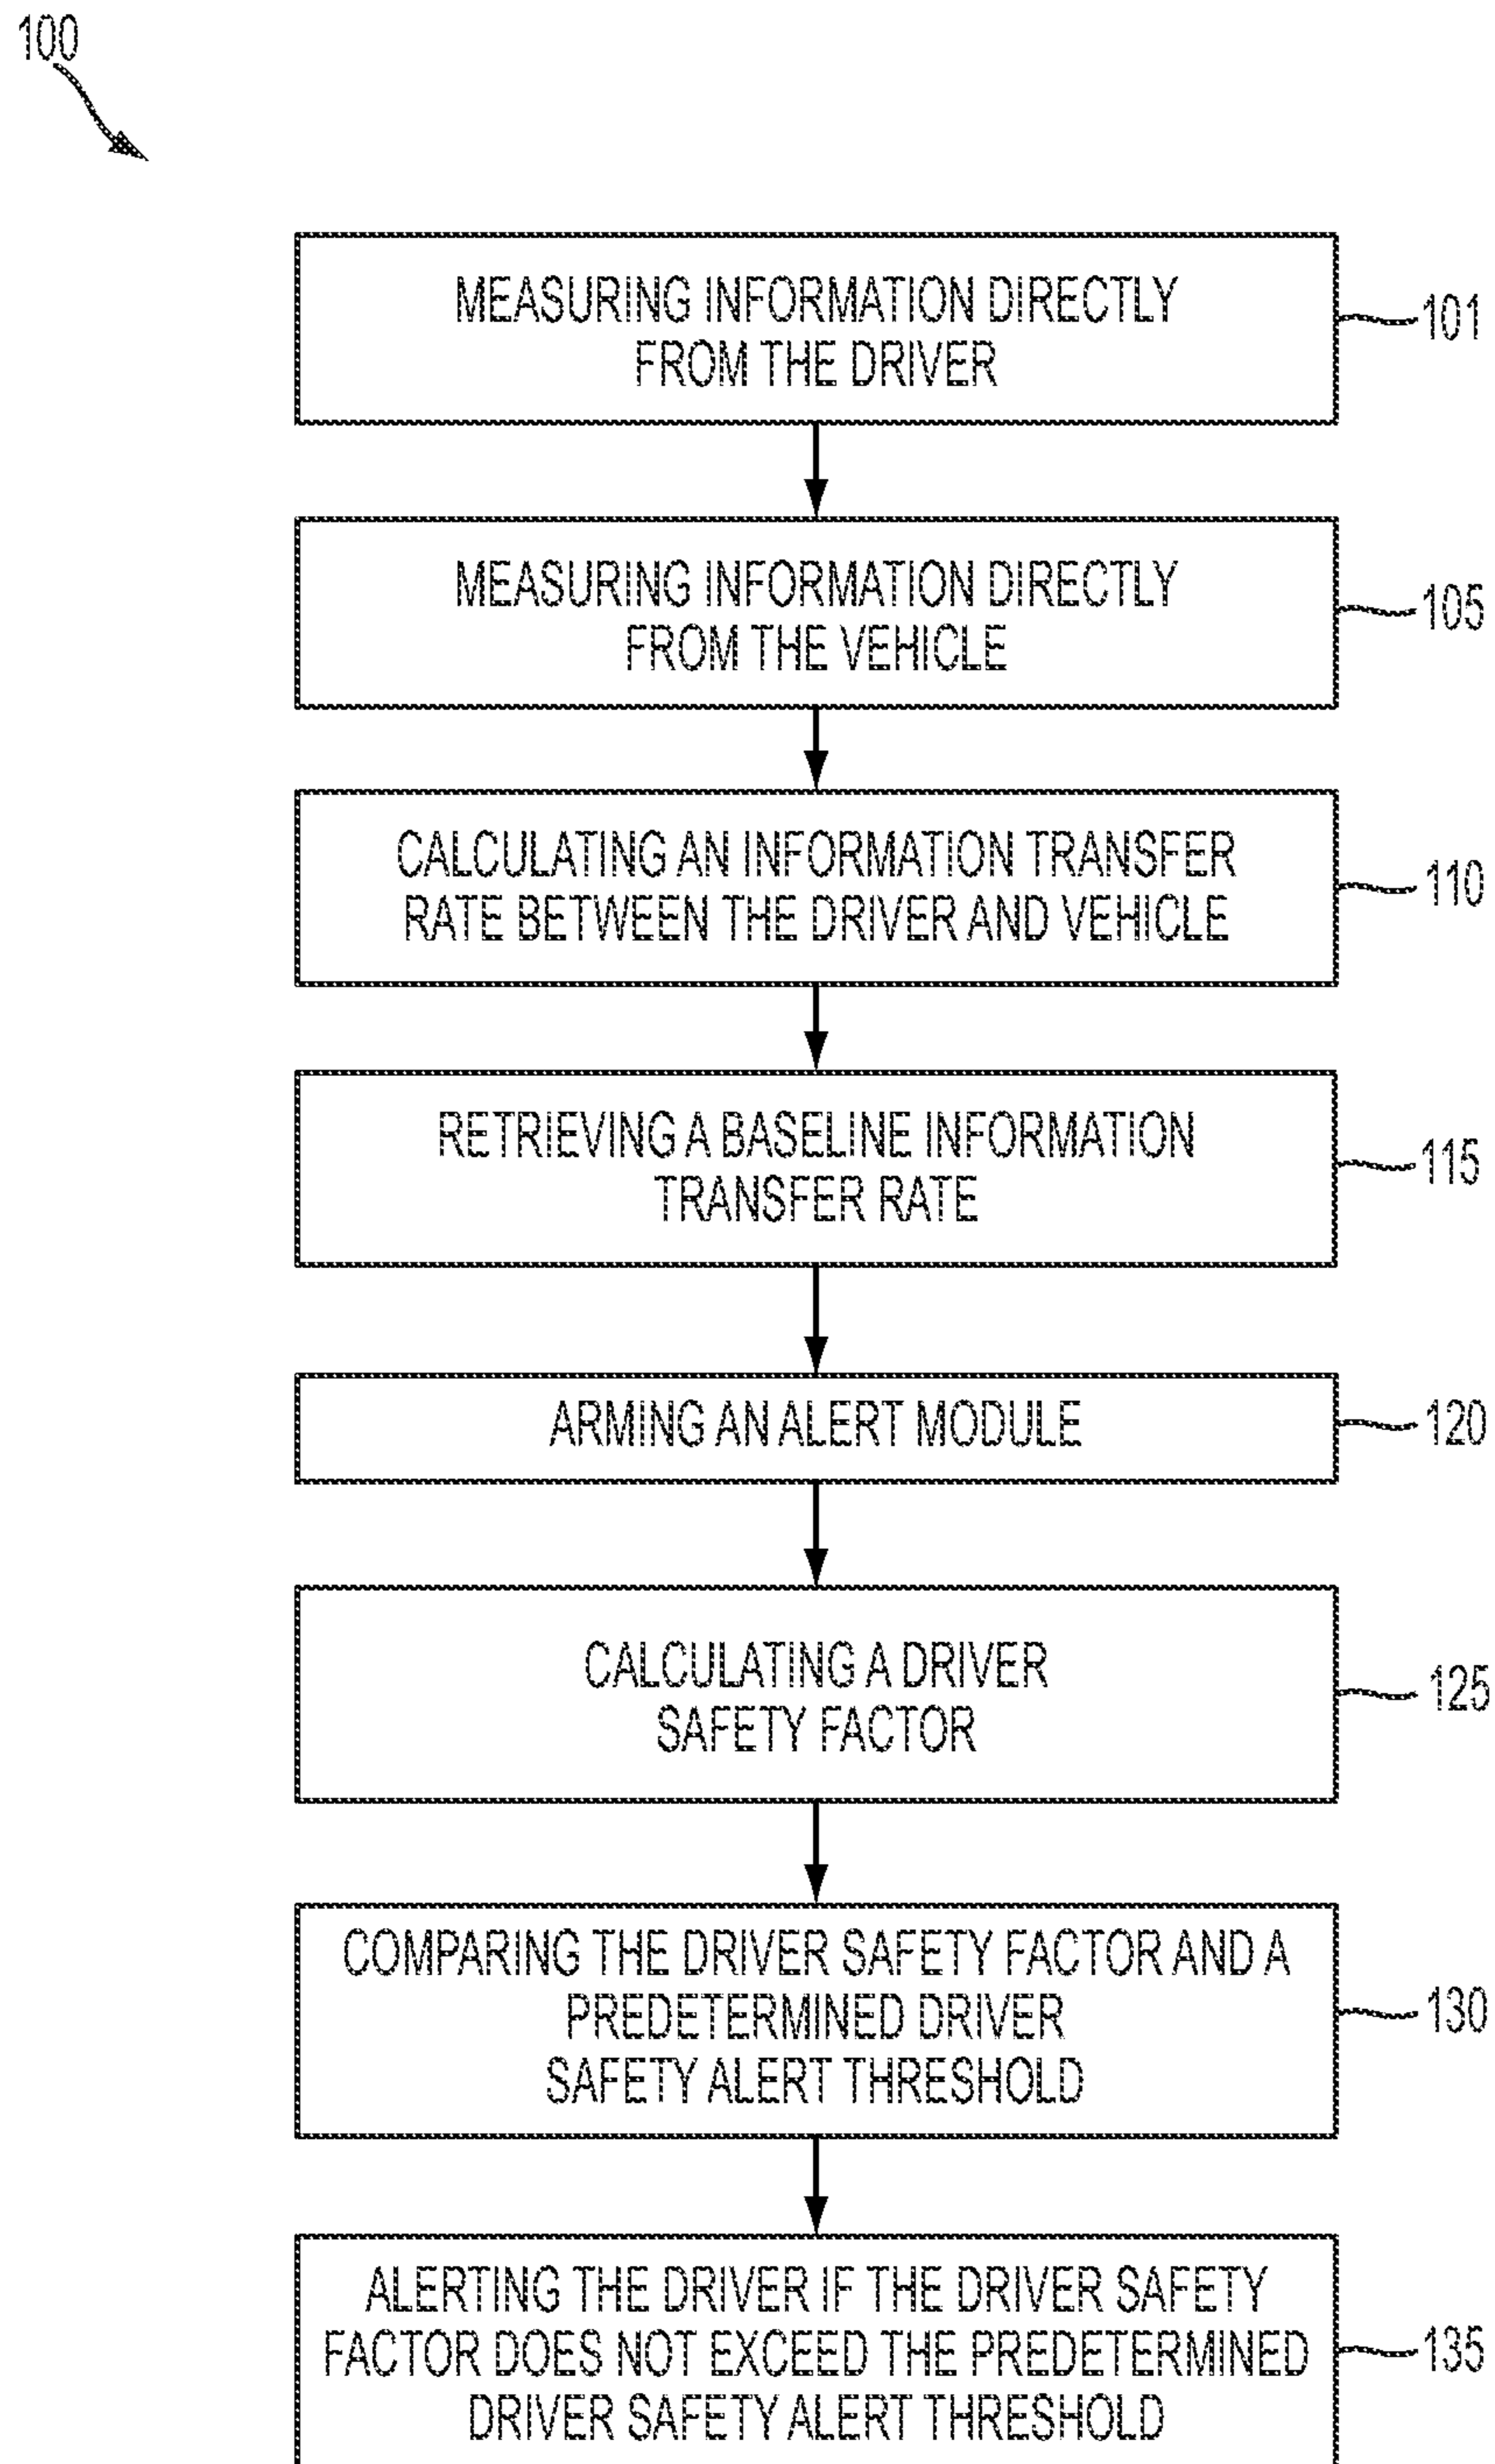 100
MEASURING INFORMATION DIRECTLY
FROM THE DRIVER
101
MEASURING INFORMATION DIRECTLY
FROM THE VEHICLE
105
CALCULATING AN INFORMATION TRANSFER
RATE BETWEEN THE DRIVER AND VEHICLE
110
RETRIEVING A BASELINE INFORMATION
TRANSFER RATE
115
ARMING AN ALERT MODULE
120
CALCULATING A DRIVER
SAFETY FACTOR
125
COMPARING THE DRIVER SAFETY FACTOR AND A
PREDETERMINED DRIVER
SAFETY ALERT THRESHOLD
130
ALERTING THE DRIVER IF THE DRIVER SAFETY
FACTOR DOES NOT EXCEED THE PREDETERMINED
DRIVER SAFETY ALERT THRESHOLD
135